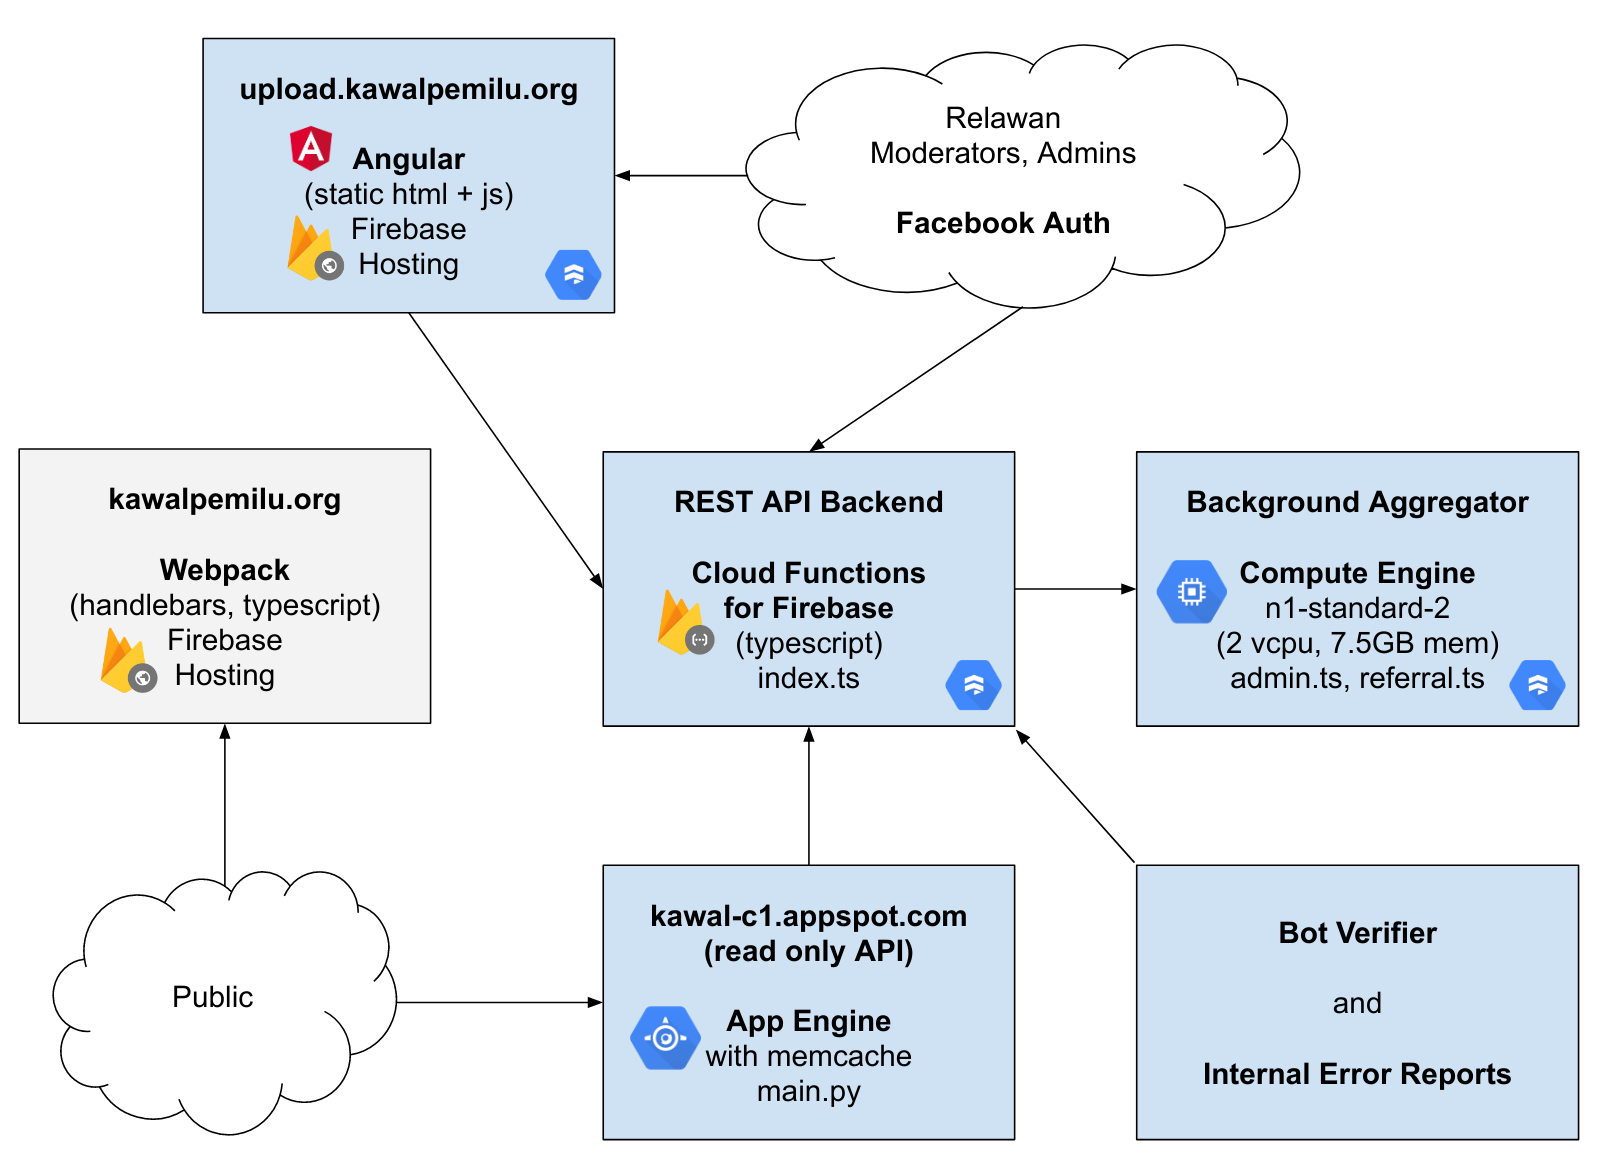 upload.kawalpemilu.org
Angular
(static html + js)
Firebase
Hosting
Relawan
Moderators, Admins
Facebook Auth
kawalpemilu.org
Webpack
(handlebars, typescript)
Firebase
Hosting
REST API Backend
Cloud Functions
for Firebase
(typescript)
index.ts
Background Aggregator
Compute Engine
n1-standard-2
(2 vcpu, 7.5GB mem)
admin.ts, referral.ts
Public
kawal-c1.appspot.com
(read only API)
App Engine
with memcache
main.py
Bot Verifier
and
Internal Error Reports